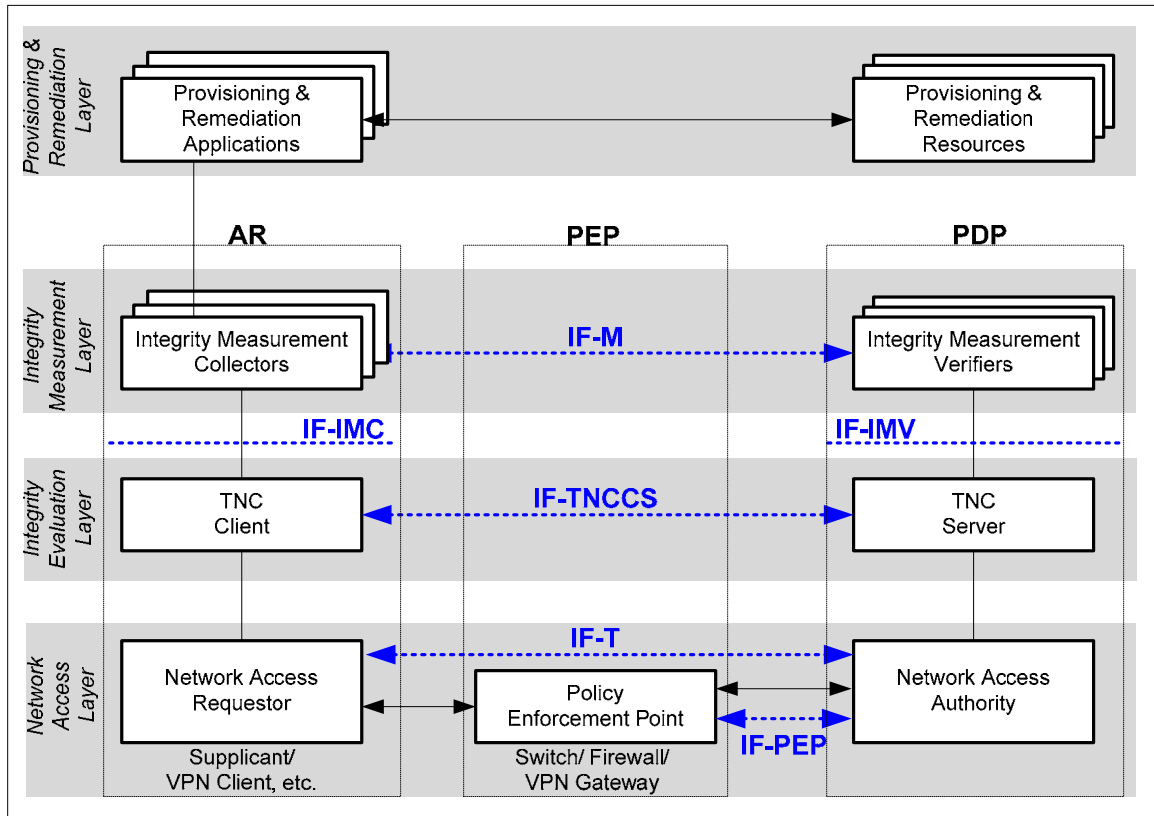 Provisioning &
Remediation
Layer
Provisioning &
Remediation
Applications
Provisioning &
Remediation
Resources
AR
PEP
PDP
Integrity
Measurement
Layer
Integrity Measurement
Collectors
IF-M
Integrity Measurement
Verifiers
IF-IMC
IF-IMV
Integrity
Evaluation
Layer
TNC
Client
IF-TNCCS
TNC
Server
Network
Access
Layer
Network Access
Requestor
IF-T
Policy
Enforcement Point
Network Access
Authority
IF-PEP
Supplicant/
VPN Client, etc.
Switch/ Firewall/
VPN Gateway